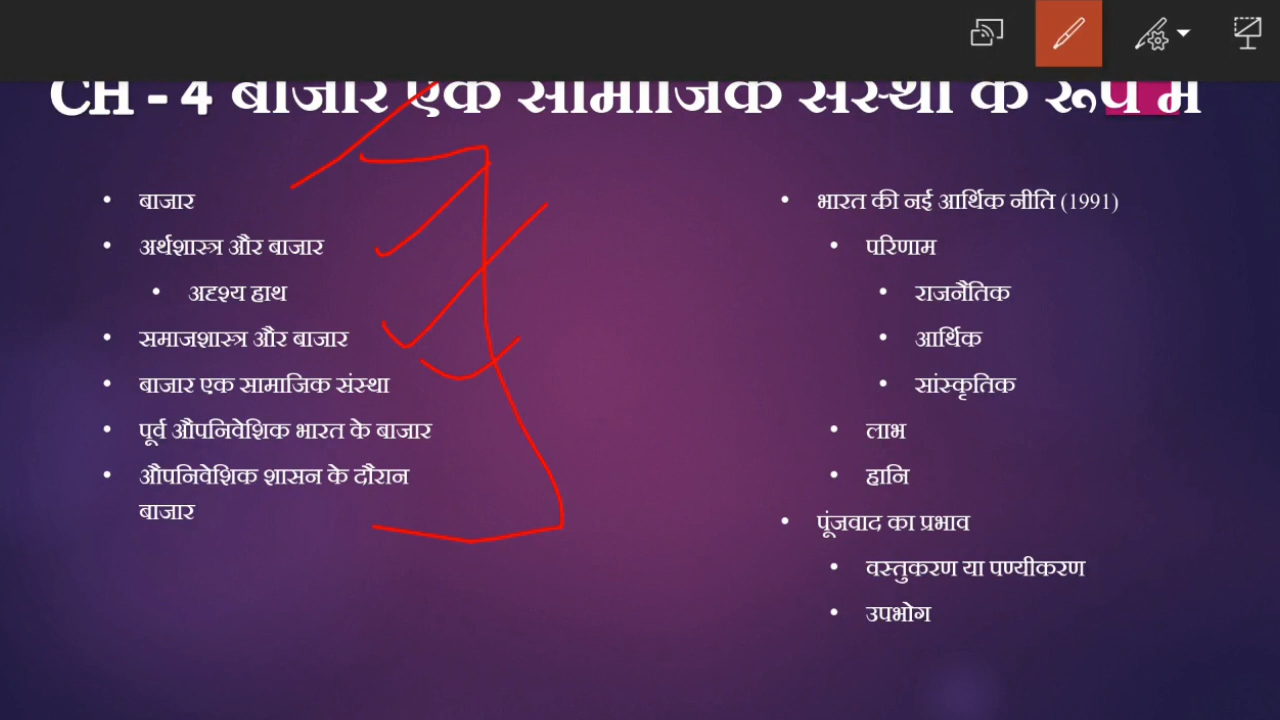 CH - 4 बाजार एक सामाजिक संस्था के रूप में
बाजार
अर्थशास्त्र और बाजार
अदृश्य हाथ
समाजशास्त्र और बाजार
बाजार एक सामाजिक संस्था
पूर्व औपनिवेशिक भारत के बाजार
औपनिवेशिक शासन के दौरान
बाजार
भारत की नई आर्थिक नीति (1991)
परिणाम
राजनैतिक
आर्थिक
सांस्कृतिक
लाभ
हानि
पूंजवाद का प्रभाव
वस्तुकरण या पण्यीकरण
उपभोग